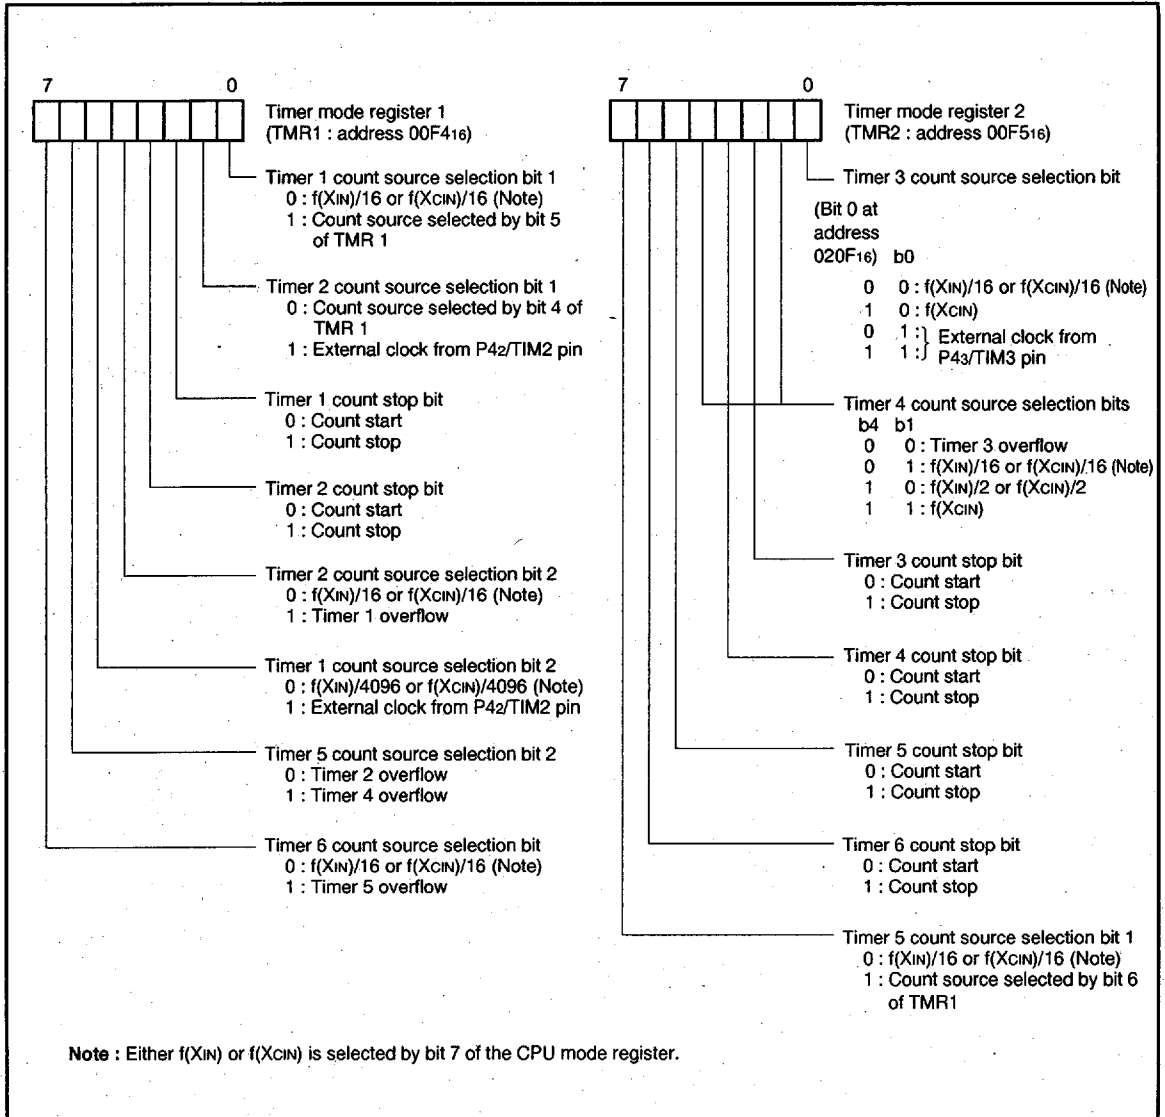 7 0
Timer mode register 1
(TMR1 : address 00F416)
Timer 1 count source selection bit 1
0 : f(XIN)/16 or f(XCIN)/16 (Note)
1 : Count source selected by bit 5
of TMR 1
Timer 2 count source selection bit 1
0 : Count source selected by bit 4 of
TMR 1
1 : External clock from P42/TIM2 pin
Timer 1 count stop bit
0 : Count start
1 : Count stop
Timer 2 count stop bit
0 : Count start
1 : Count stop
Timer 2 count source selection bit 2
0 : f(XIN)/16 or f(XCIN)/16 (Note)
1 : Timer 1 overflow
Timer 1 count source selection bit 2
0 : f(XIN)/4096 or f(XCIN)/4096 (Note)
1 : External clock from P42/TIM2 pin
Timer 5 count source selection bit 2
0 : Timer 2 overflow
1 : Timer 4 overflow
Timer 6 count source selection bit
0 : f(XIN)/16 or f(XCIN)/16 (Note)
1 : Timer 5 overflow
7 0
Timer mode register 2
(TMR2 : address 00F516)
Timer 3 count source selection bit
(Bit 0 at
address
020F16) b0
0 0 : f(XIN)/16 or f(XCIN)/16 (Note)
1 0 : f(XCIN)
0 1 : } External clock from
1 1 : } P43/TIM3 pin
Timer 4 count source selection bits
b4 b1
0 0 : Timer 3 overflow
0 1 : f(XIN)/16 or f(XCIN)/16 (Note)
1 0 : f(XIN)/2 or f(XCIN)/2
1 1 : f(XCIN)
Timer 3 count stop bit
0 : Count start
1 : Count stop
Timer 4 count stop bit
0 : Count start
1 : Count stop
Timer 5 count stop bit
0 : Count start
1 : Count stop
Timer 6 count stop bit
0 : Count start
1 : Count stop
Timer 5 count source selection bit 1
0 : f(XIN)/16 or f(XCIN)/16 (Note)
1 : Count source selected by bit 6
of TMR1
Note : Either f(XIN) or f(XCIN) is selected by bit 7 of the CPU mode register.